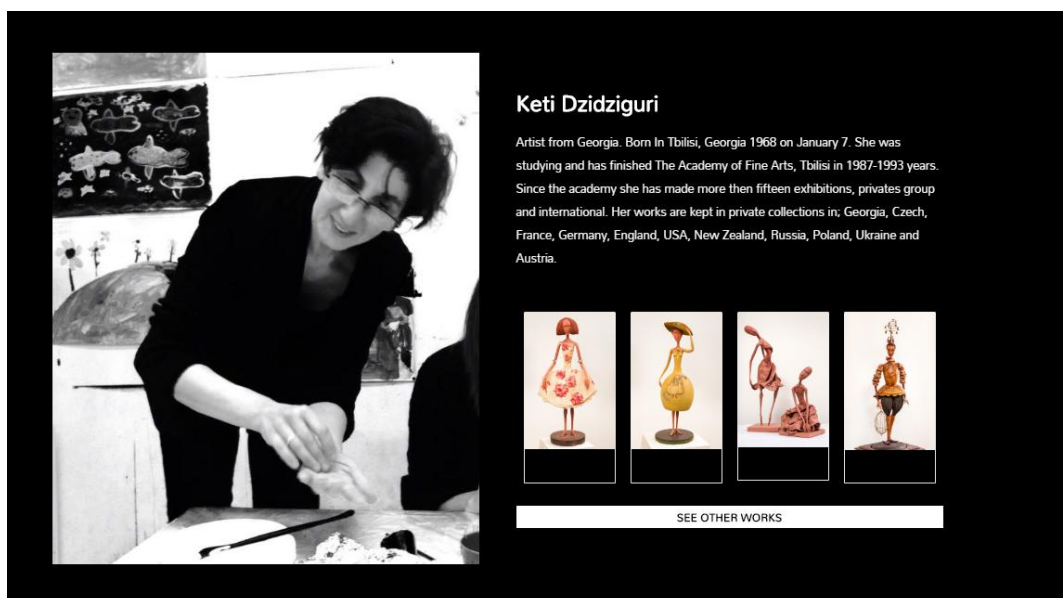 Keti Dzidziguri
Artist from Georgia. Born In Tbilisi, Georgia 1968 on January 7. She was
studying and has finished The Academy of Fine Arts, Tbilisi in 1987-1993 years.
Since the academy she has made more then fifteen exhibitions, privates group
and international. Her works are kept in private collections in; Georgia, Czech,
France, Germany, England, USA, New Zealand, Russia, Poland, Ukraine and
Austria.
SEE OTHER WORKS